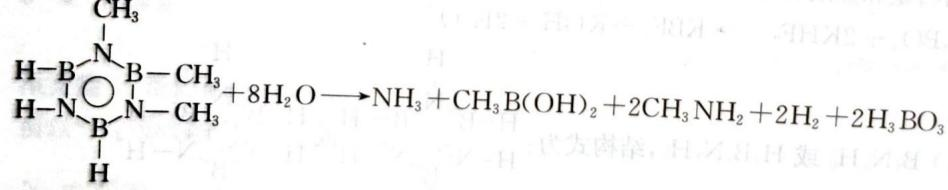 CH₃
N
H—B B—CH₃
H—N N—CH₃
B
H
+8H₂O⟶NH₃+CH₃B(OH)₂+2CH₃NH₂+2H₂+2H₃BO₃